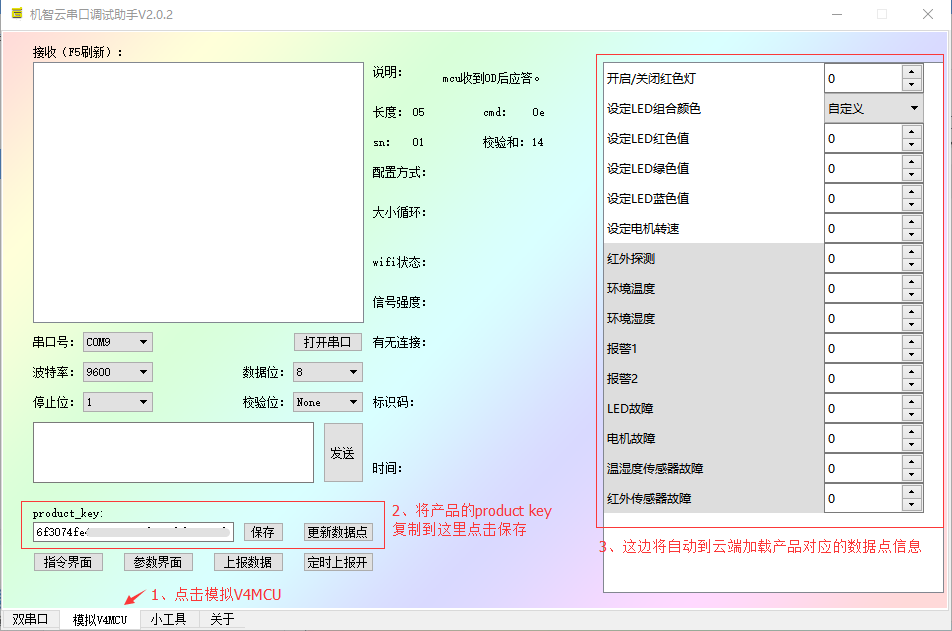 机智云串口调试助手V2.0.2
接收（F5刷新）：
说明： mcu收到0D后应答。
长度： 05 cmd: 0e
sn: 01 校验和: 14
配置方式：
大小循环：
wifi状态：
信号强度：
串口号： COM9 打开串口 有无连接：
波特率： 9600 数据位： 8
停止位： 1 校验位： None 标识码：
发送
时间：
product_key:
6f3074fe 保存 更新数据点
2、将产品的product key
复制到这里点击保存
指令界面 参数界面 上报数据 定时上报开
1、点击模拟V4MCU
双串口 模拟V4MCU 小工具 关于
开启/关闭红色灯 0
设定LED组合颜色 自定义
设定LED红色值 0
设定LED绿色值 0
设定LED蓝色值 0
设定电机转速 0
红外探测 0
环境温度 0
环境湿度 0
报警1 0
报警2 0
LED故障 0
电机故障 0
温湿度传感器故障 0
红外传感器故障 0
3、这边将自动到云端加载产品对应的数据点信息